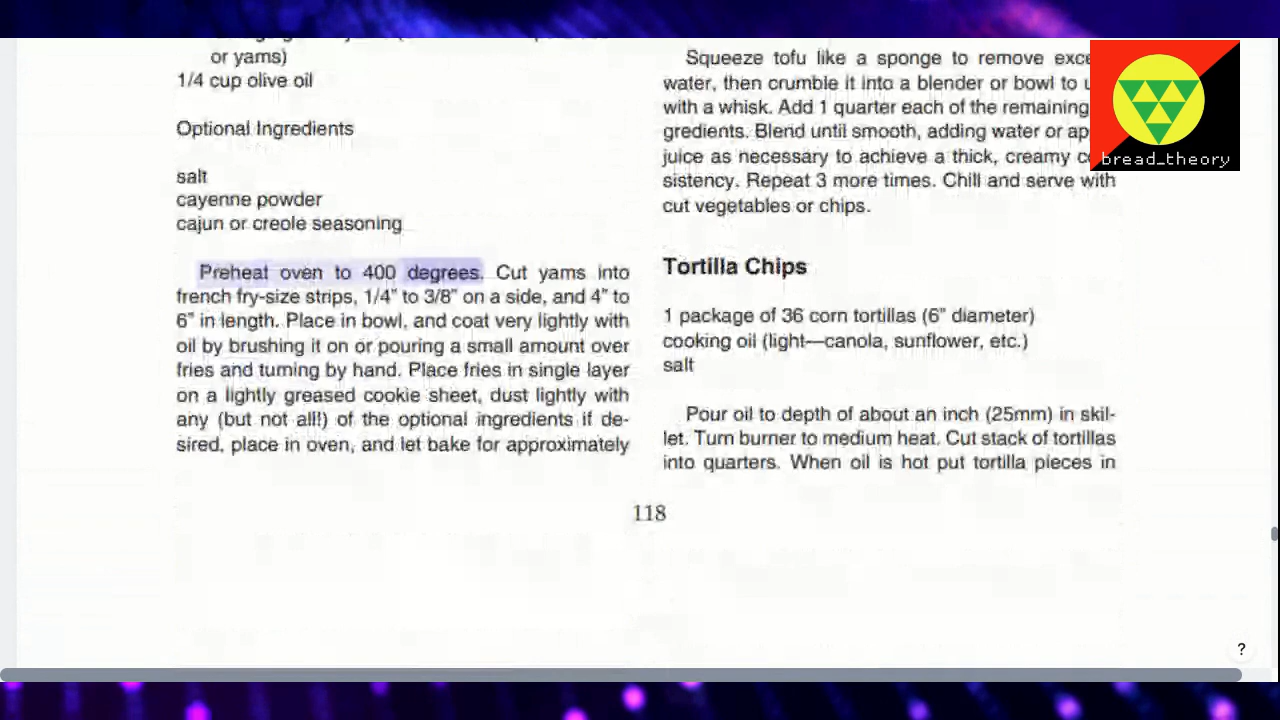 or yams)
1/4 cup olive oil
Optional Ingredients
salt
cayenne powder
cajun or creole seasoning
Preheat oven to 400 degrees. Cut yams into
french fry-size strips, 1/4" to 3/8" on a side, and 4" to
6" in length. Place in bowl, and coat very lightly with
oil by brushing it on or pouring a small amount over
fries and turning by hand. Place fries in single layer
on a lightly greased cookie sheet, dust lightly with
any (but not all!) of the optional ingredients if de-
sired, place in oven, and let bake for approximately
Squeeze tofu like a sponge to remove exce
water, then crumble it into a blender or bowl to u
with a whisk. Add 1 quarter each of the remaining
gredients. Blend until smooth, adding water or ap
juice as necessary to achieve a thick, creamy c
sistency. Repeat 3 more times. Chill and serve with
cut vegetables or chips.
Tortilla Chips
1 package of 36 corn tortillas (6" diameter)
cooking oil (light—canola, sunflower, etc.)
salt
Pour oil to depth of about an inch (25mm) in skil-
let. Turn burner to medium heat. Cut stack of tortillas
into quarters. When oil is hot put tortilla pieces in
118
bread_theory
?